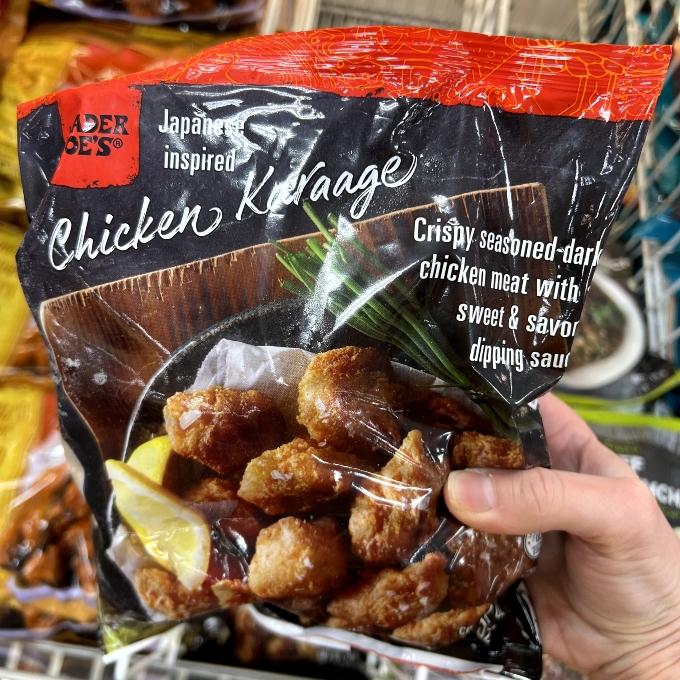 ADER
OE'S®
Japanese
inspired
Chicken Karaage
Crispy seasoned dark
chicken meat with
sweet & savor
dipping sauc